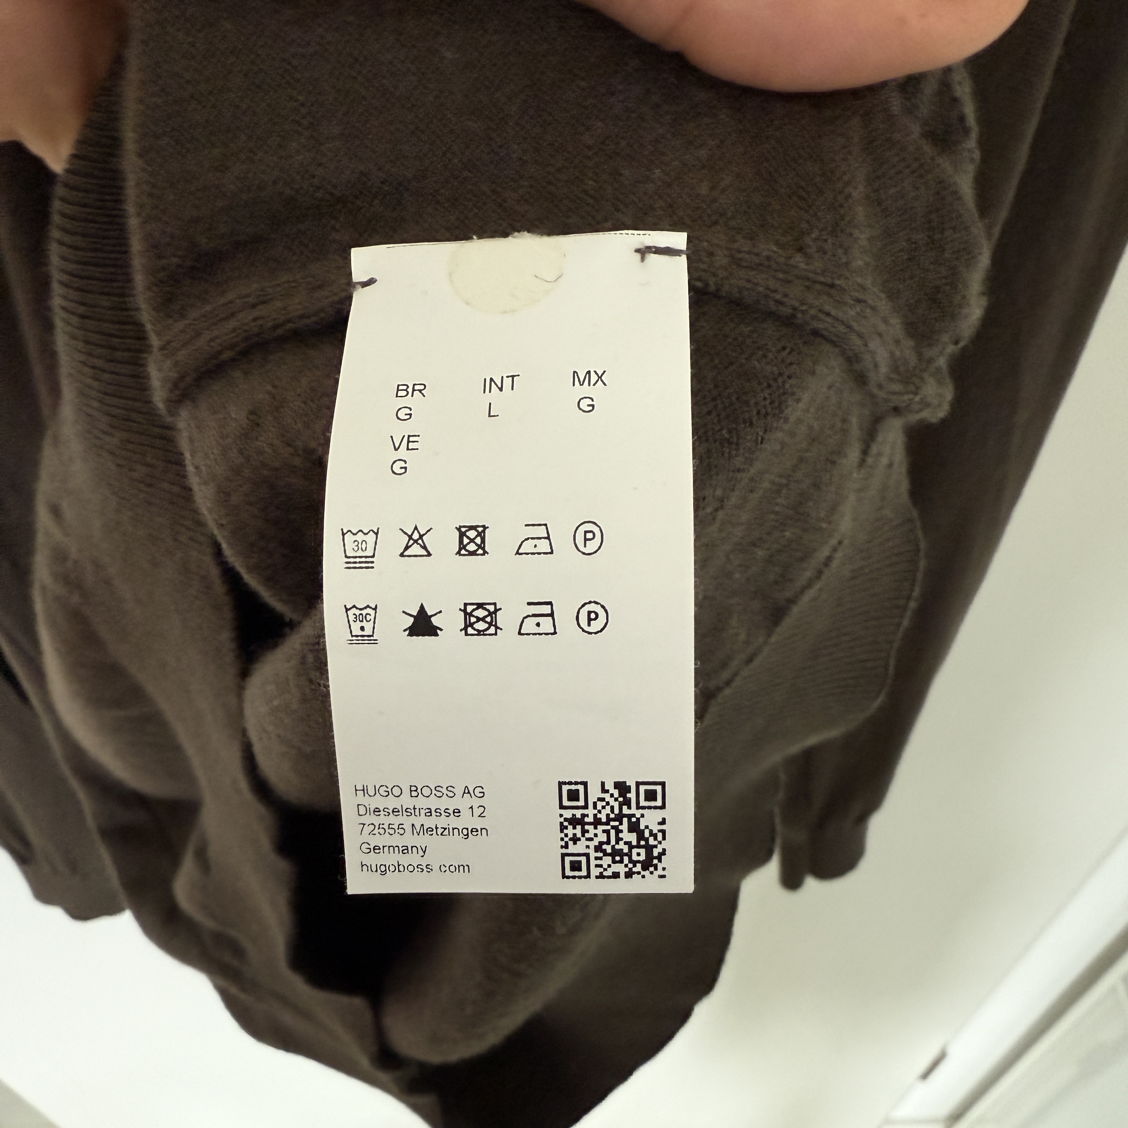 BR INT MX
G L G
VE
G
30 P
30C P
HUGO BOSS AG
Dieselstrasse 12
72555 Metzingen
Germany
hugoboss com